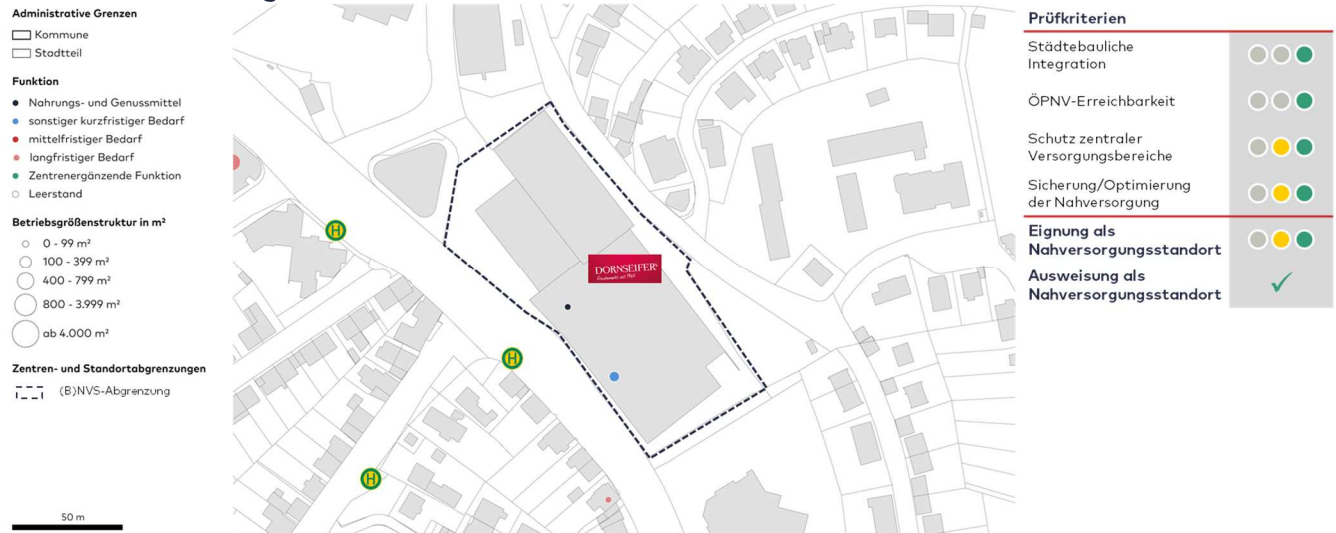 Administrative Grenzen
Kommune
Stadtteil
Funktion
Nahrungs- und Genussmittel
sonstiger kurzfristiger Bedarf
mittelfristiger Bedarf
langfristiger Bedarf
Zentrenergänzende Funktion
Leerstand
Betriebsgrößenstruktur in m²
0 - 99 m²
100 - 399 m²
400 - 799 m²
800 - 3.999 m²
ab 4.000 m²
Zentren- und Standortabgrenzungen
(B)NVS-Abgrenzung
50 m
H
H
H
DORNSEIFER
Prüfkriterien
Städtebauliche
Integration
ÖPNV-Erreichbarkeit
Schutz zentraler
Versorgungsbereiche
Sicherung/Optimierung
der Nahversorgung
Eignung als
Nahversorgungsstandort
Ausweisung als
Nahversorgungsstandort